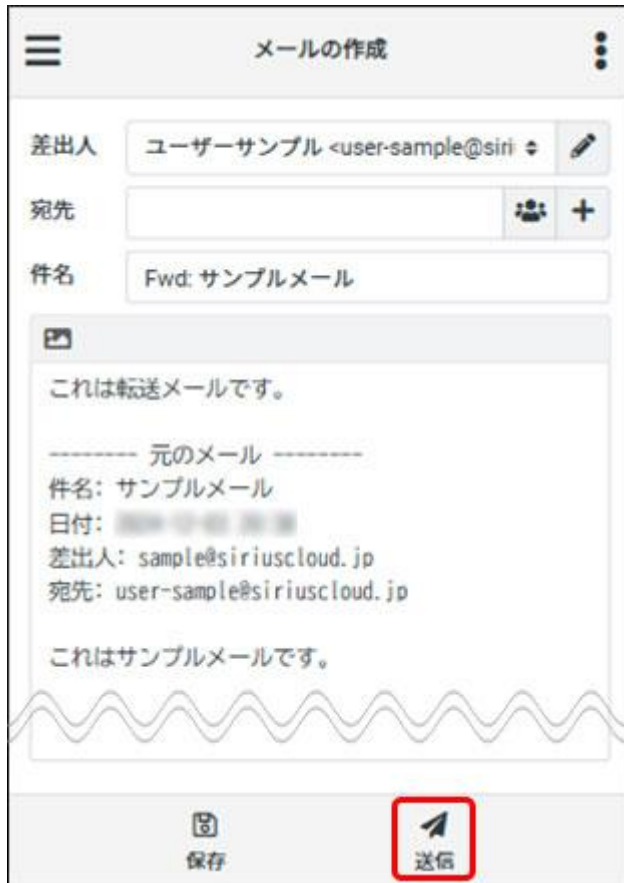 メールの作成
差出人 ユーザーサンプル <user-sample@siri
宛先
件名 Fwd: サンプルメール
これは転送メールです。
-------- 元のメール --------
件名: サンプルメール
日付:
差出人: sample@siriuscloud.jp
宛先: user-sample@siriuscloud.jp
これはサンプルメールです。
保存 送信